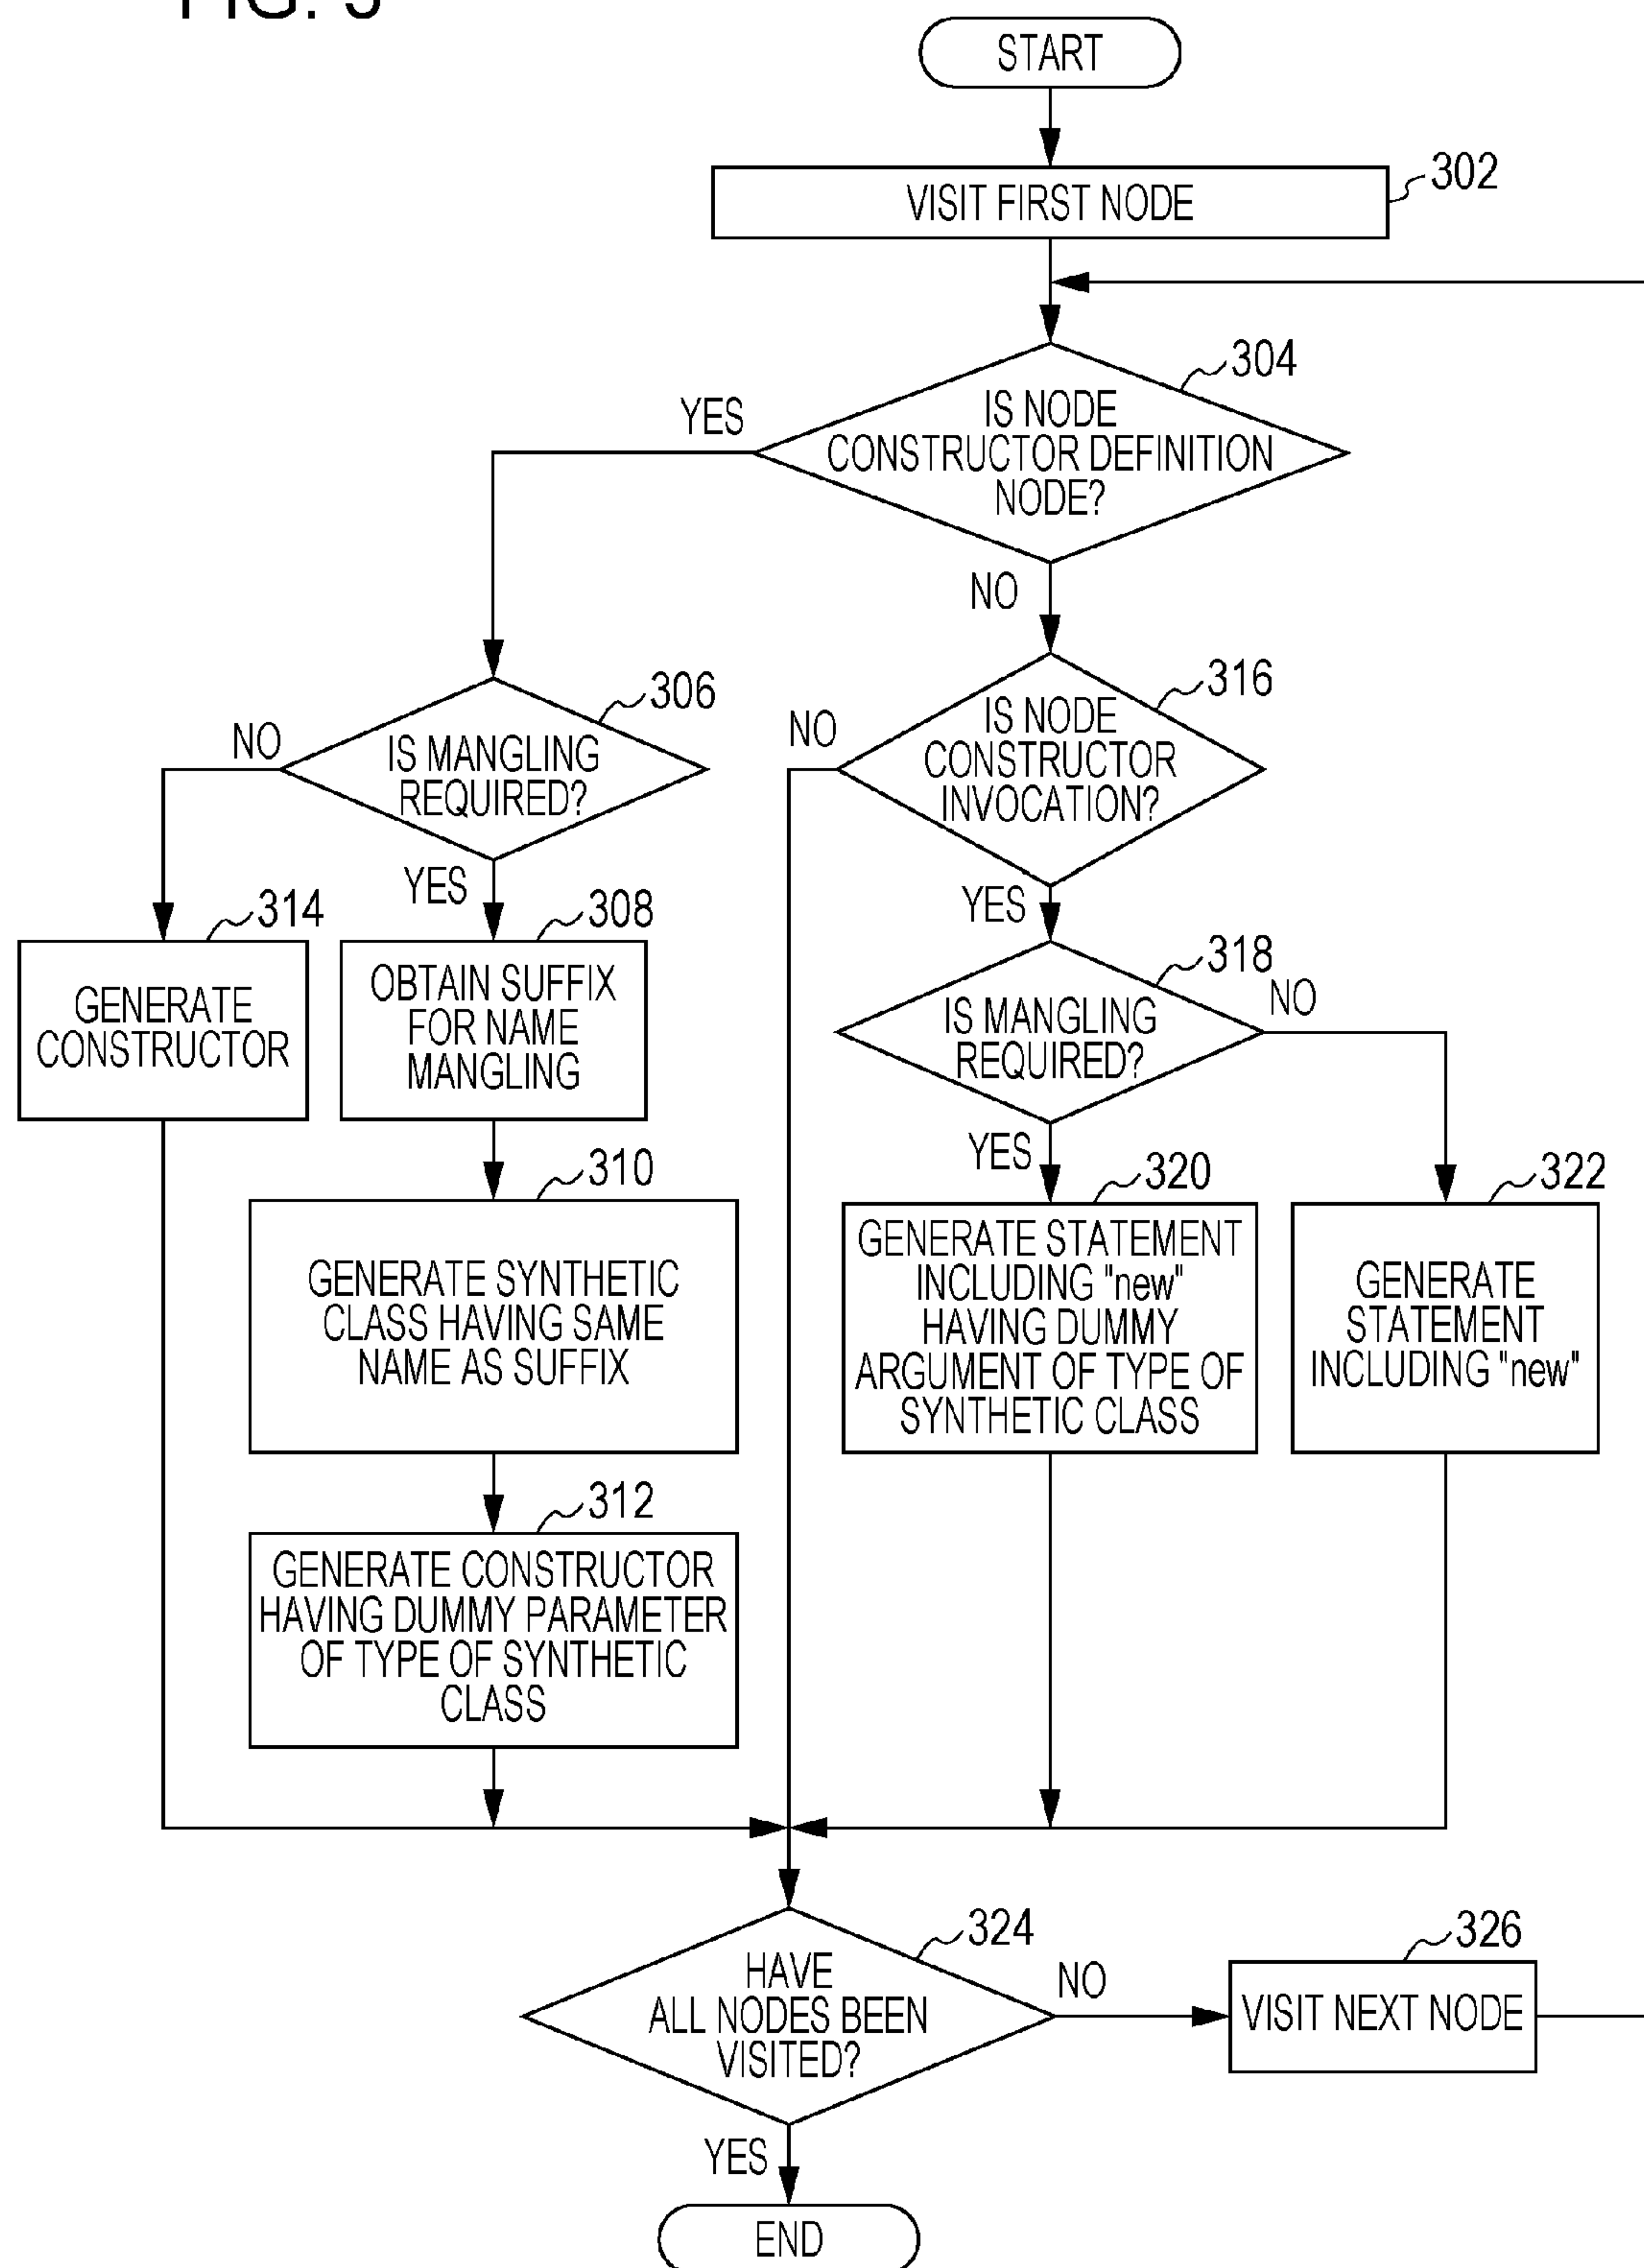 FIG. 3
START
VISIT FIRST NODE
302
304
IS NODE
CONSTRUCTOR DEFINITION
NODE?
YES
NO
306
IS MANGLING
REQUIRED?
NO
YES
316
IS NODE
CONSTRUCTOR
INVOCATION?
NO
YES
314
GENERATE
CONSTRUCTOR
308
OBTAIN SUFFIX
FOR NAME
MANGLING
318
IS MANGLING
REQUIRED?
NO
YES
310
GENERATE SYNTHETIC
CLASS HAVING SAME
NAME AS SUFFIX
320
GENERATE STATEMENT
INCLUDING "new"
HAVING DUMMY
ARGUMENT OF TYPE OF
SYNTHETIC CLASS
322
GENERATE
STATEMENT
INCLUDING "new"
312
GENERATE CONSTRUCTOR
HAVING DUMMY PARAMETER
OF TYPE OF SYNTHETIC
CLASS
324
HAVE
ALL NODES BEEN
VISITED?
NO
326
VISIT NEXT NODE
YES
END